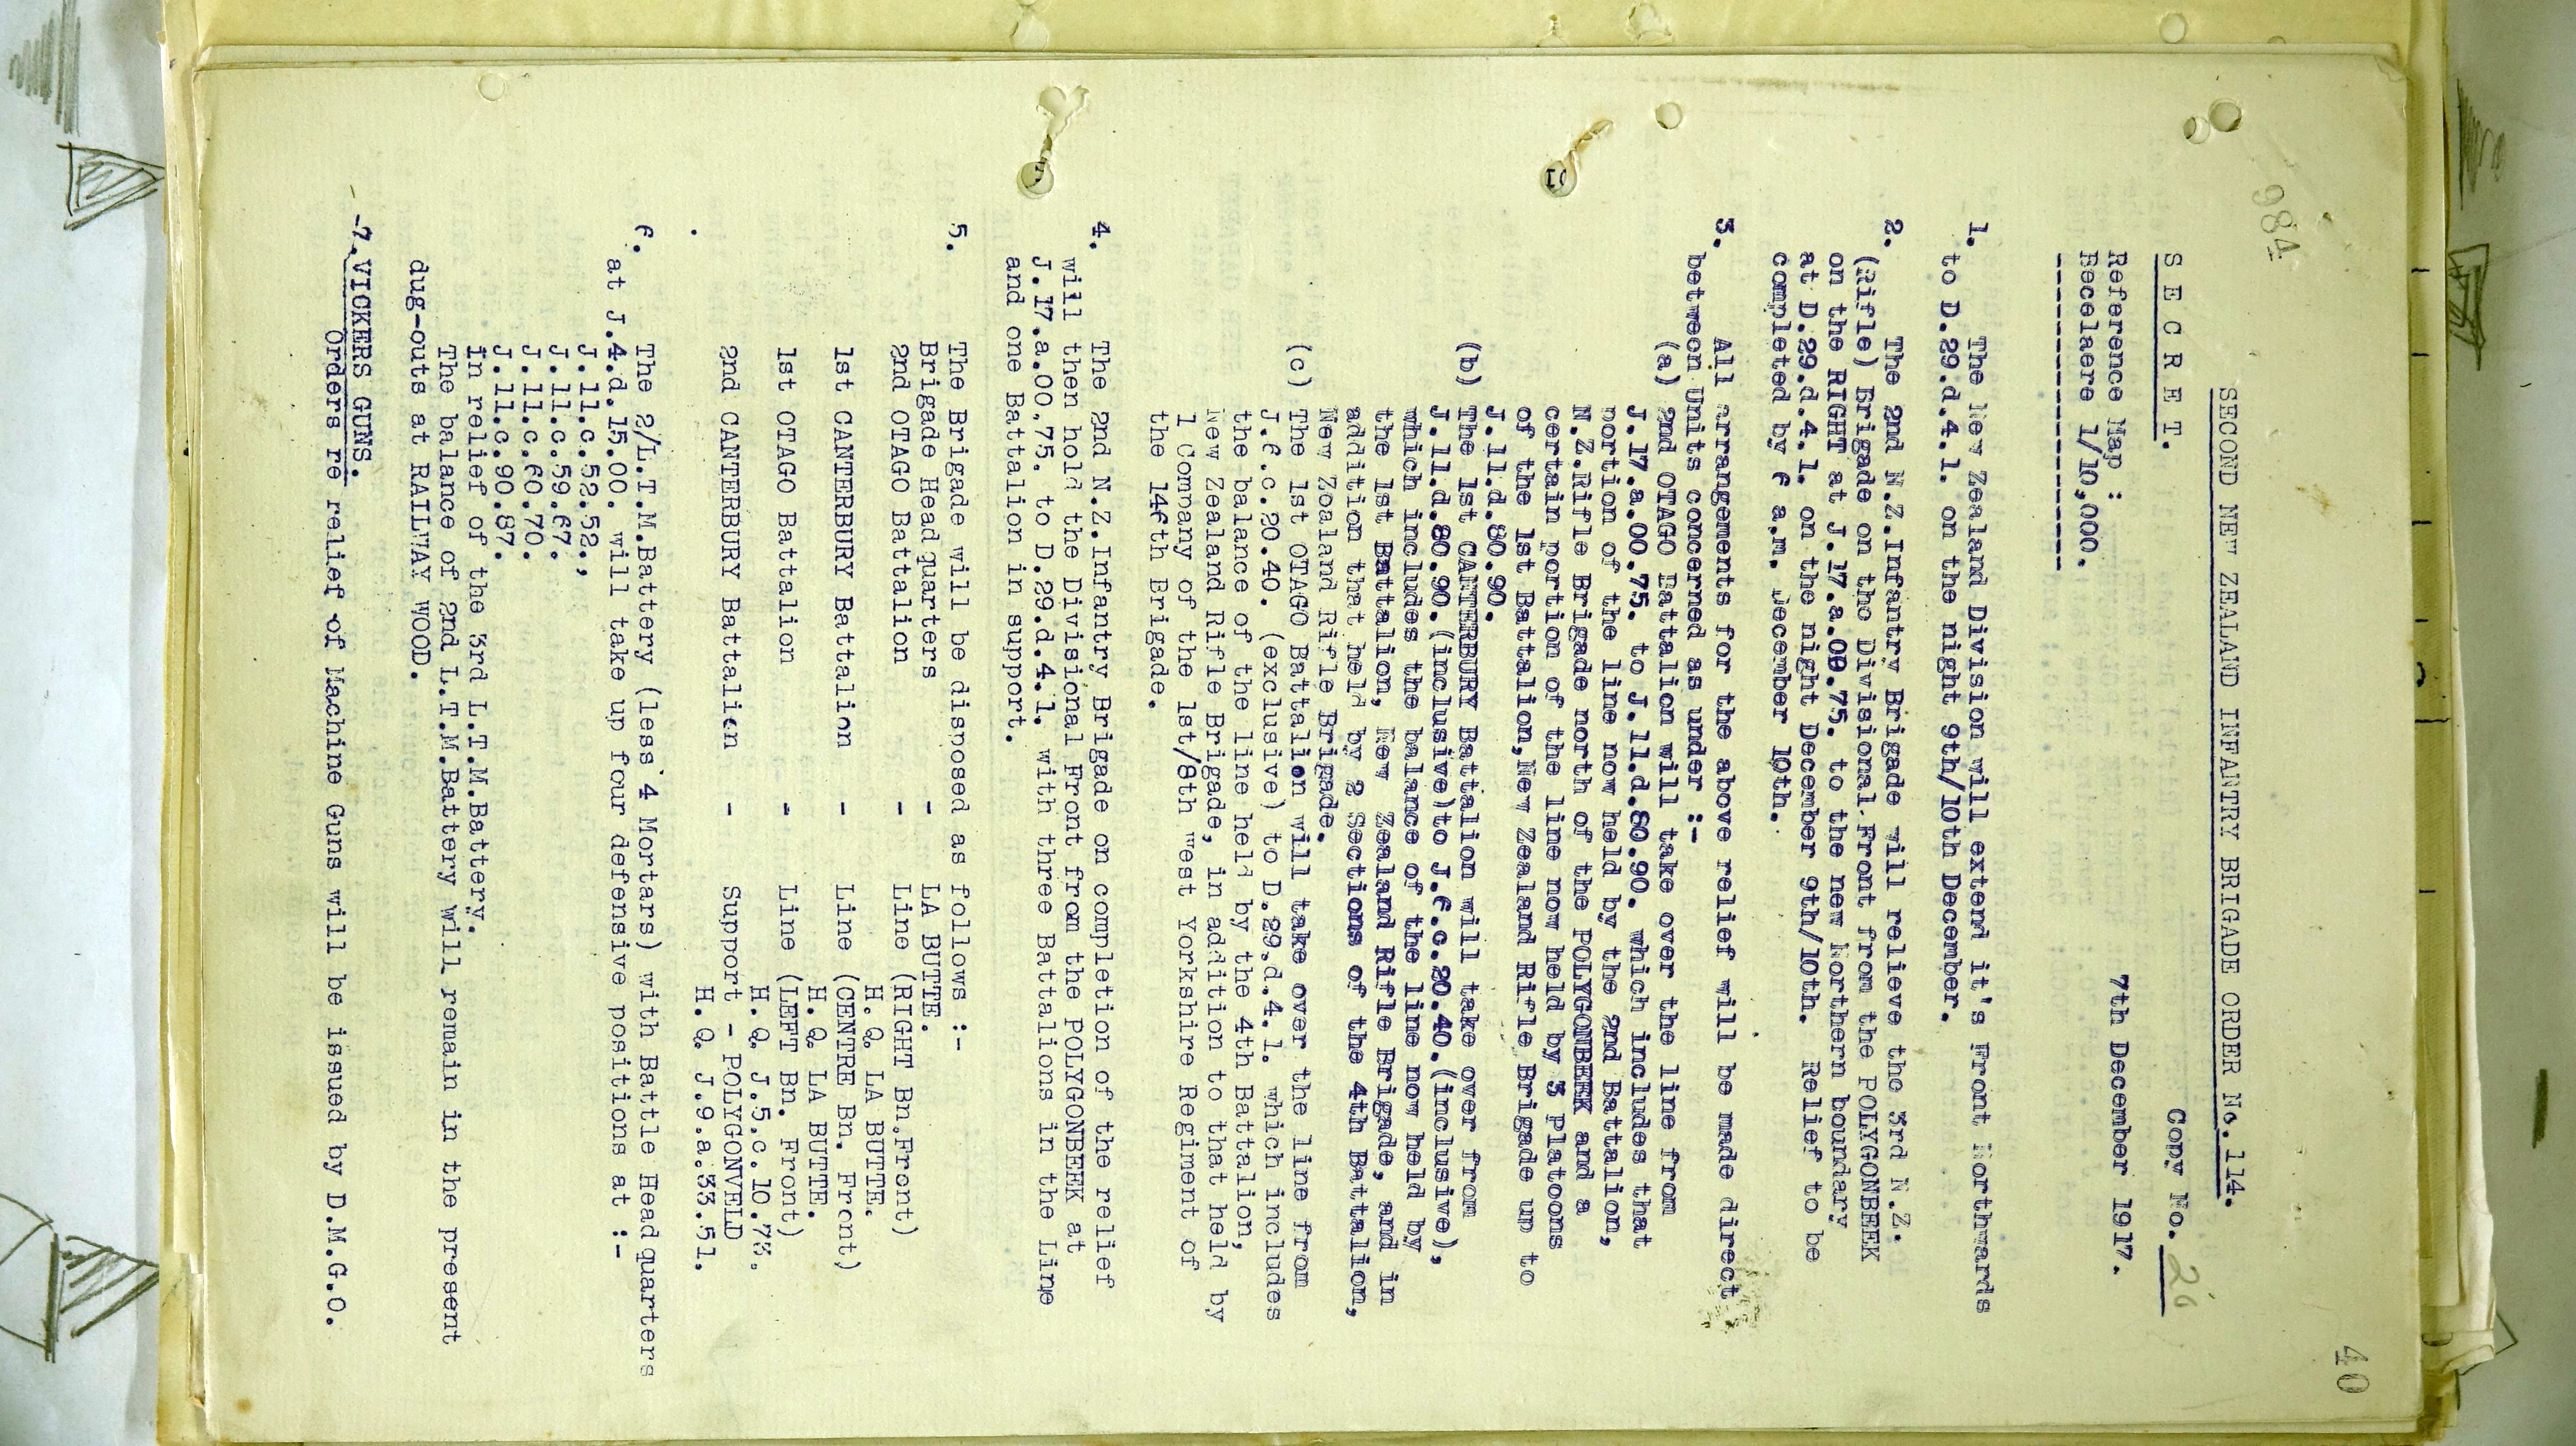 984
40
SECOND NEW ZEALAND INFANTRY BRIGADE ORDER No.114.
S E C R E T.
Copy No. 26
Reference Map :
Becelaere 1/10,000.
7th December 1917.
--------------------
1. The New Zealand Division will extend it's Front Northwards
to D.29.d.4.1. on the night 9th/10th December.
2. The 2nd N.Z.Infantry Brigade will relieve the 3rd N.Z.
(Rifle) Brigade on the Divisional Front from the POLYGONBEEK
on the RIGHT at J.17.a.00.75. to the new Northern boundary
at D.29.d.4.1. on the night December 9th/10th. Relief to be
completed by 6 a.m. December 10th.
3. All arrangements for the above relief will be made direct
between Units concerned as under :-
(a) 2nd OTAGO Battalion will take over the line from
J.17.a.00.75. to J.11.d.80.90. which includes that
portion of the line now held by the 2nd Battalion,
N.Z.Rifle Brigade north of the POLYGONBEEK and a
certain portion of the line now held by 3 Platoons
of the 1st Battalion,New Zealand Rifle Brigade up to
J.11.d.80.90.
(b) The 1st CANTERBURY Battalion will take over from
J.11.d.80.90.(inclusive)to J.6.c.20.40.(inclusive),
which includes the balance of the line now held by
the 1st Battalion, New Zealand Rifle Brigade, and in
addition that held by 2 Sections of the 4th Battalion,
New Zealand Rifle Brigade.
(c) The 1st OTAGO Battalion will take over the line from
J.6.c.20.40. (exclusive) to D.29.d.4.1. which includes
the balance of the line held by the 4th Battalion,
New Zealand Rifle Brigade, in addition to that held by
1 Company of the 1st/8th West Yorkshire Regiment of
the 146th Brigade.
4. The 2nd N.Z.Infantry Brigade on completion of the relief
will then hold the Divisional Front from the POLYGONBEEK at
J.17.a.00.75. to D.29.d.4.1. with three Battalions in the Line
and one Battalion in support.
5. The Brigade will be disposed as follows :-
Brigade Headquarters - LA BUTTE.
2nd OTAGO Battalion - Line (RIGHT Bn.Front)
H.Q. LA BUTTE.
1st CANTERBURY Battalion - Line (CENTRE Bn. Front)
H.Q. LA BUTTE.
1st OTAGO Battalion - Line (LEFT Bn. Front)
H.Q. J.5.c.10.73.
2nd CANTERBURY Battalion - Support - POLYGONVELD
H.Q. J.9.a.33.51.
6. The 2/L.T.M.Battery (less 4 Mortars) with Battle Headquarters
at J.4.d.15.00. will take up four defensive positions at :-
J.11.c.52.52.,
J.11.c.59.67.
J.11.c.60.70.
J.11.c.90.87.
in relief of the 3rd L.T.M.Battery.
The balance of 2nd L.T.M.Battery will remain in the present
dug-outs at RAILWAY WOOD.
7. VICKERS GUNS.
Orders re relief of Machine Guns will be issued by D.M.G.O.